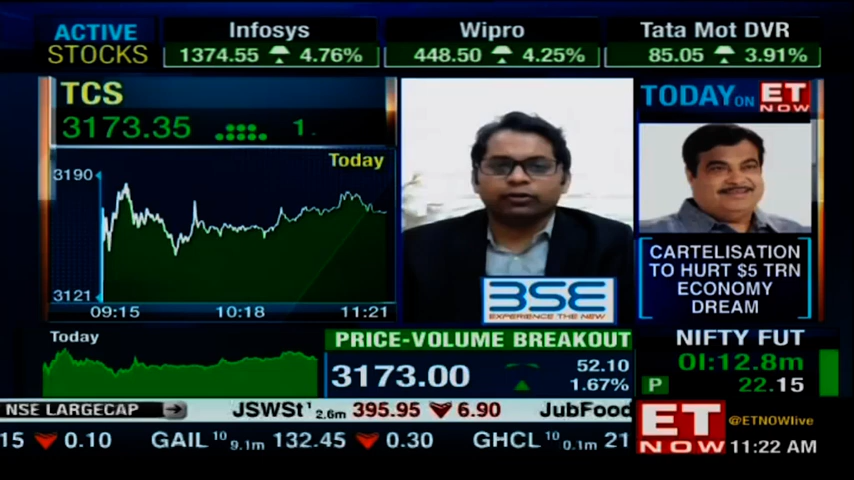 ACTIVE
STOCKS
Infosys
1374.55 4.76%
Wipro
448.50 4.25%
Tata Mot DVR
85.05 3.91%
TCS
3173.35 1.
Today
3190
3121
09:15 10:18 11:21
BSE
EXPERIENCE THE NEW
TODAY ON ET NOW
CARTELISATION
TO HURT $5 TRN
ECONOMY
DREAM
Today
PRICE-VOLUME BREAKOUT
3173.00
52.10
1.67%
NIFTY FUT
OI:12.8m
P 22.15
NSE LARGECAP
JSWSt 2.6m 395.95 6.90 JubFood
15 0.10 GAIL 10 9.1m 132.45 0.30 GHCL 10 0.1m 21
ET
NOW
@ETNOWlive
11:22 AM